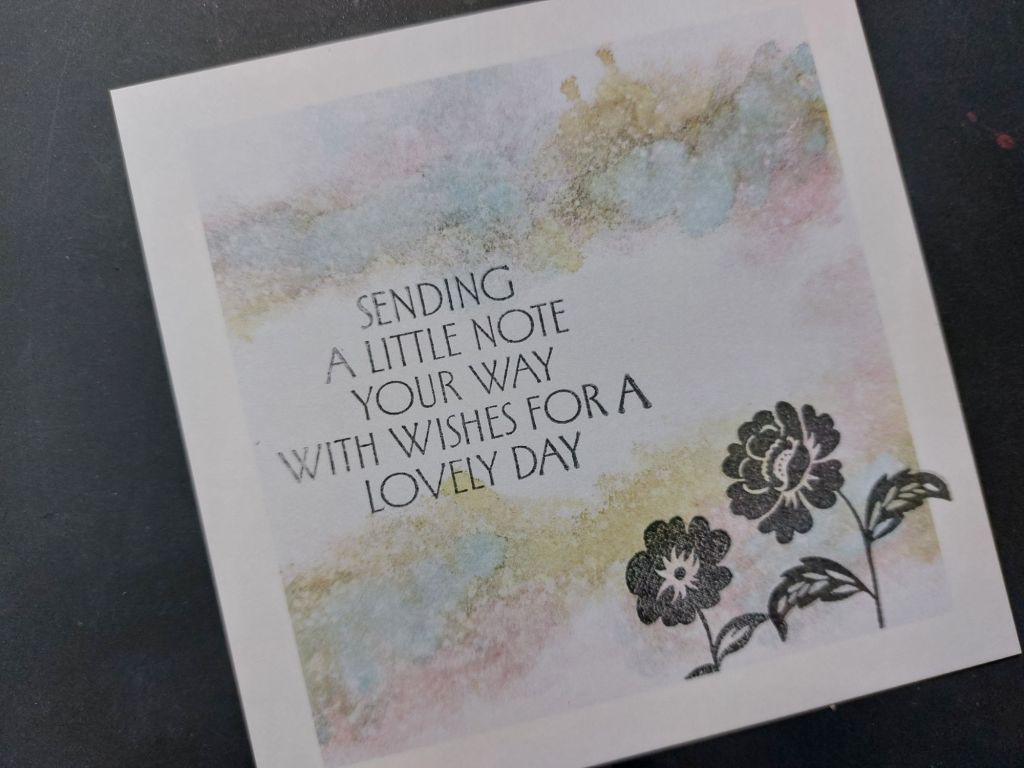 SENDING
A LITTLE NOTE
YOUR WAY
WITH WISHES FOR A
LOVELY DAY